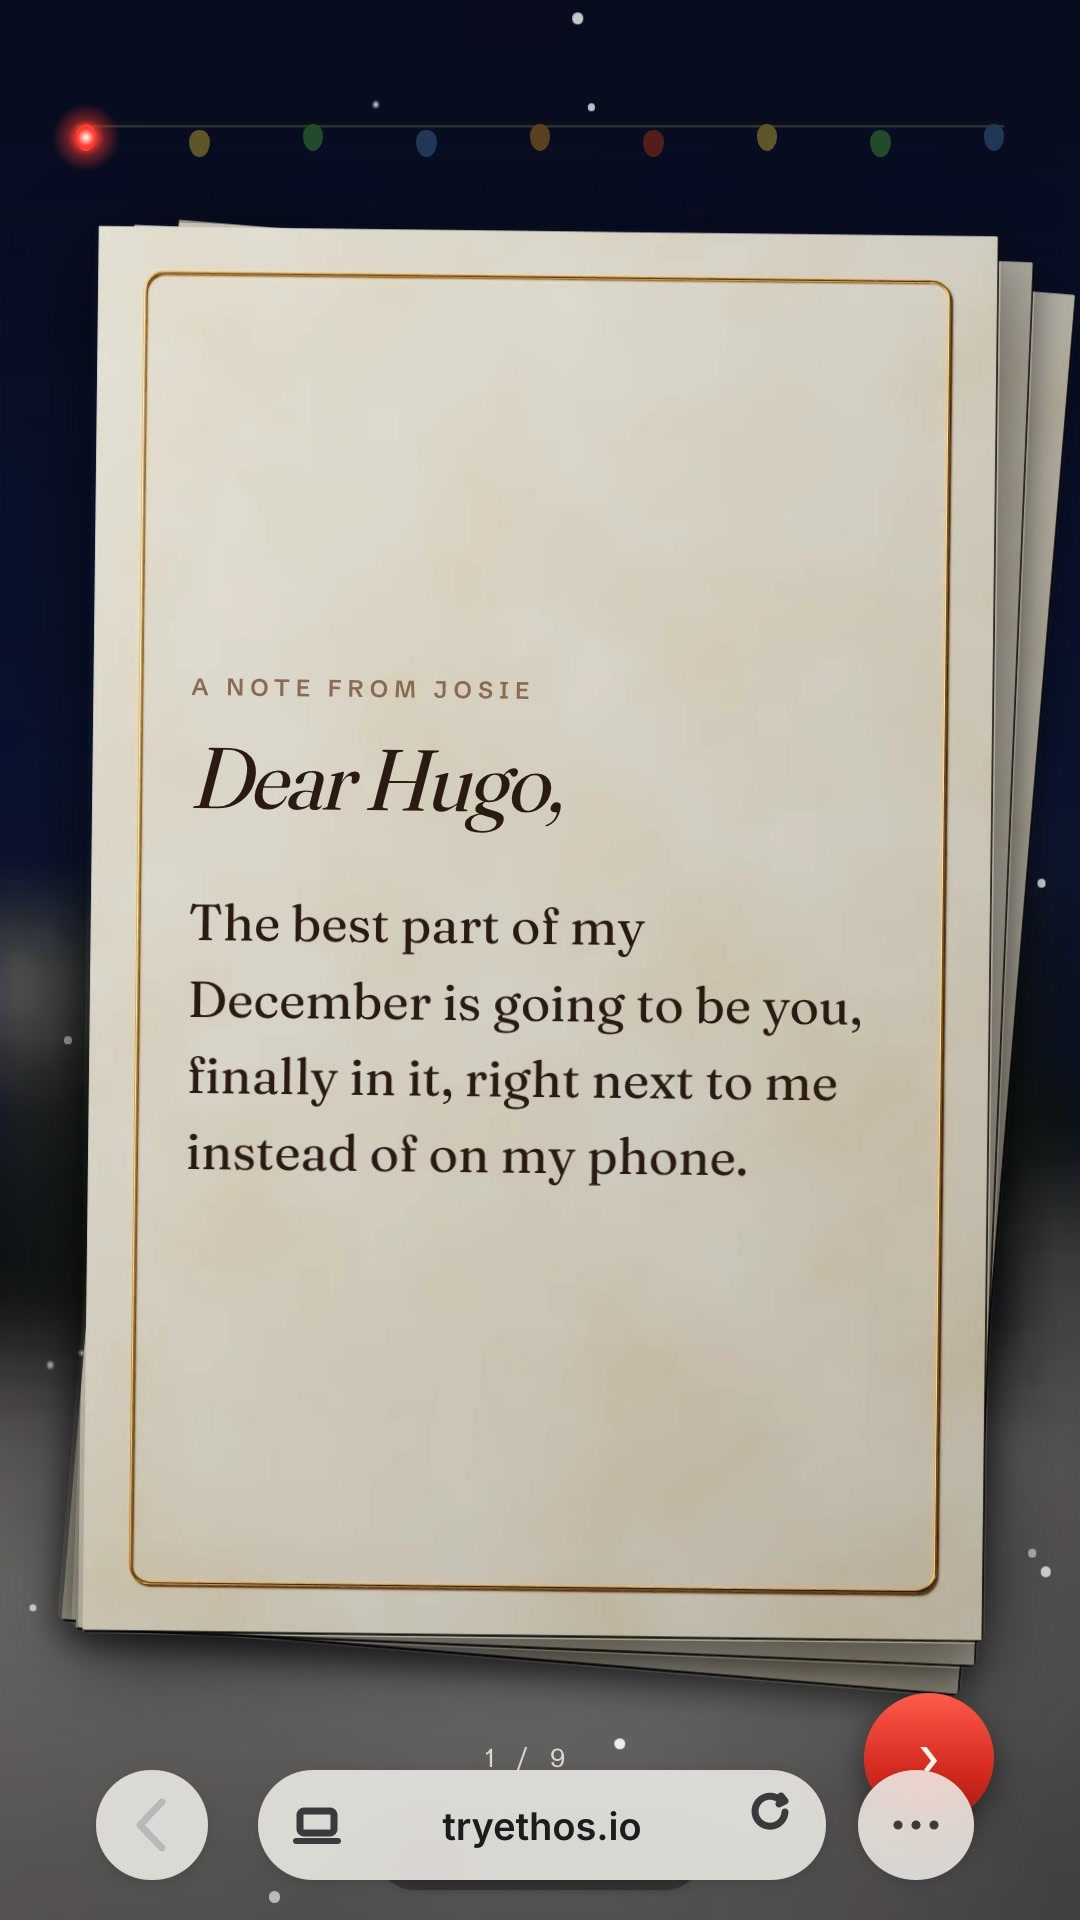 A NOTE FROM JOSIE
Dear Hugo,
The best part of my
December is going to be you,
finally in it, right next to me
instead of on my phone.
1 / 9
tryethos.io